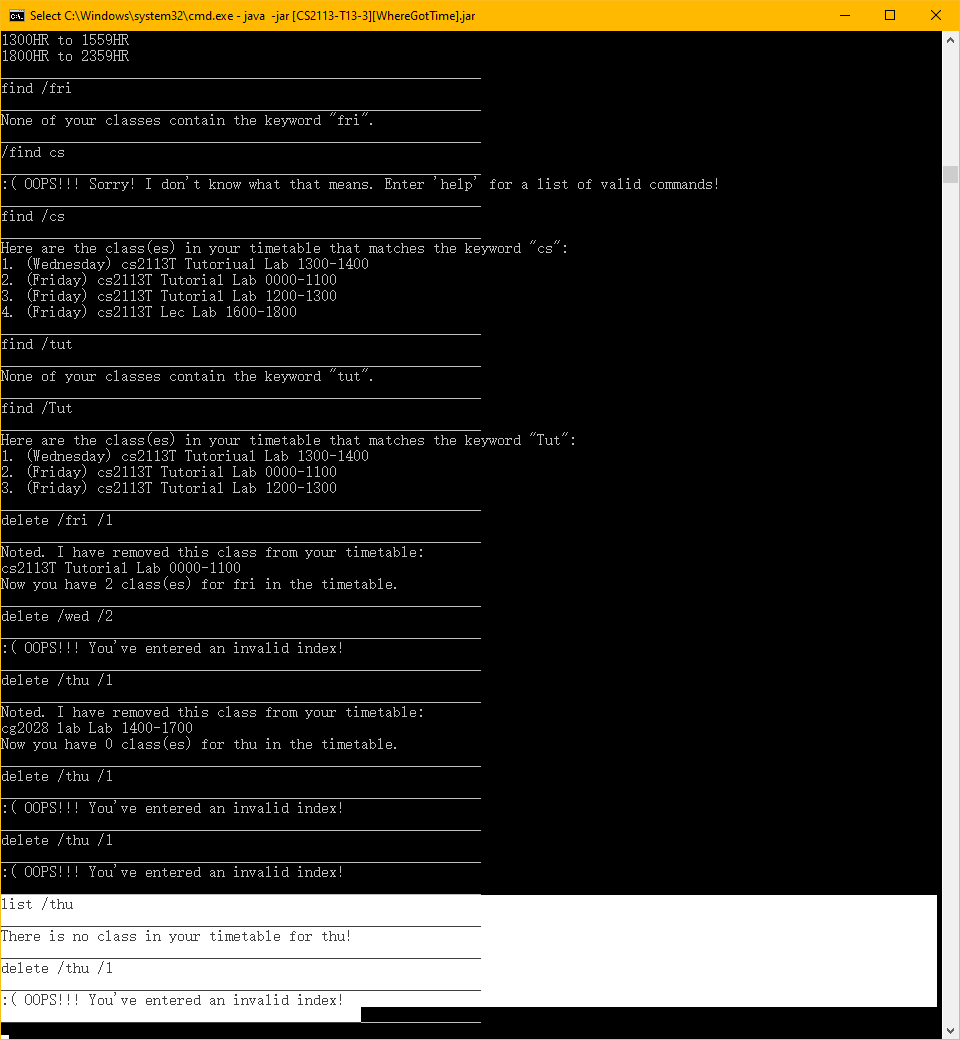 Select C:\Windows\system32\cmd.exe - java  -jar [CS2113-T13-3][WhereGotTime].jar
1300HR to 1559HR
1800HR to 2359HR
find /fri
None of your classes contain the keyword "fri".
/find cs
:( OOPS!!! Sorry! I don't know what that means. Enter 'help' for a list of valid commands!
find /cs
Here are the class(es) in your timetable that matches the keyword "cs":
1. (Wednesday) cs2113T Tutoriual Lab 1300-1400
2. (Friday) cs2113T Tutorial Lab 0000-1100
3. (Friday) cs2113T Tutorial Lab 1200-1300
4. (Friday) cs2113T Lec Lab 1600-1800
find /tut
None of your classes contain the keyword "tut".
find /Tut
Here are the class(es) in your timetable that matches the keyword "Tut":
1. (Wednesday) cs2113T Tutoriual Lab 1300-1400
2. (Friday) cs2113T Tutorial Lab 0000-1100
3. (Friday) cs2113T Tutorial Lab 1200-1300
delete /fri /1
Noted. I have removed this class from your timetable:
cs2113T Tutorial Lab 0000-1100
Now you have 2 class(es) for fri in the timetable.
delete /wed /2
:( OOPS!!! You've entered an invalid index!
delete /thu /1
Noted. I have removed this class from your timetable:
cg2028 lab Lab 1400-1700
Now you have 0 class(es) for thu in the timetable.
delete /thu /1
:( OOPS!!! You've entered an invalid index!
delete /thu /1
:( OOPS!!! You've entered an invalid index!
list /thu
There is no class in your timetable for thu!
delete /thu /1
:( OOPS!!! You've entered an invalid index!